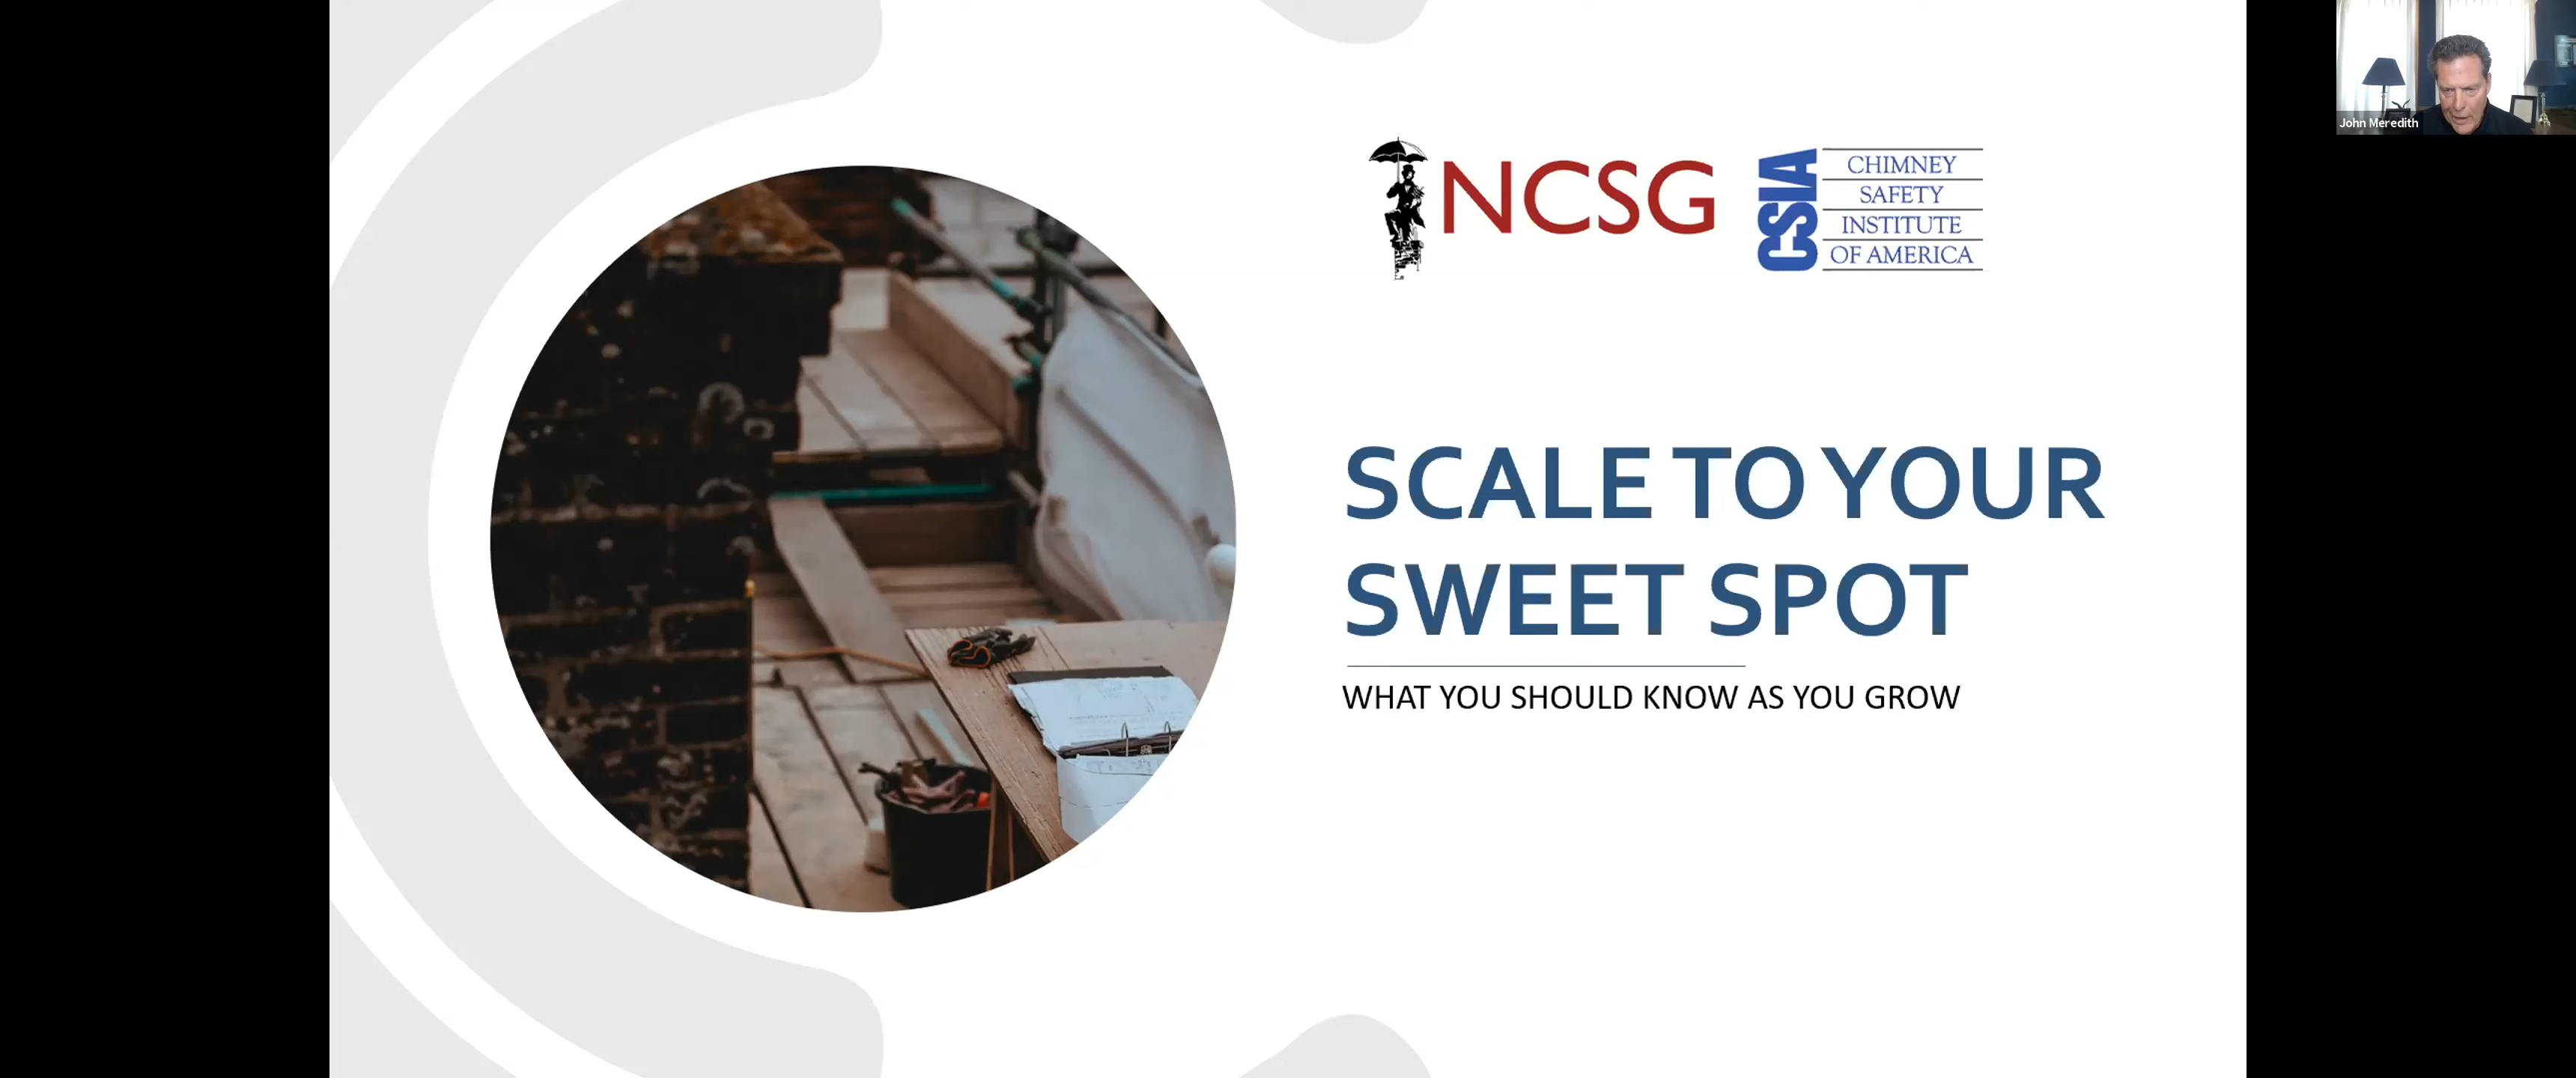 NCSG
CSIA
CHIMNEY
SAFETY
INSTITUTE
OF AMERICA
John Meredith
SCALE TO YOUR
SWEET SPOT
WHAT YOU SHOULD KNOW AS YOU GROW